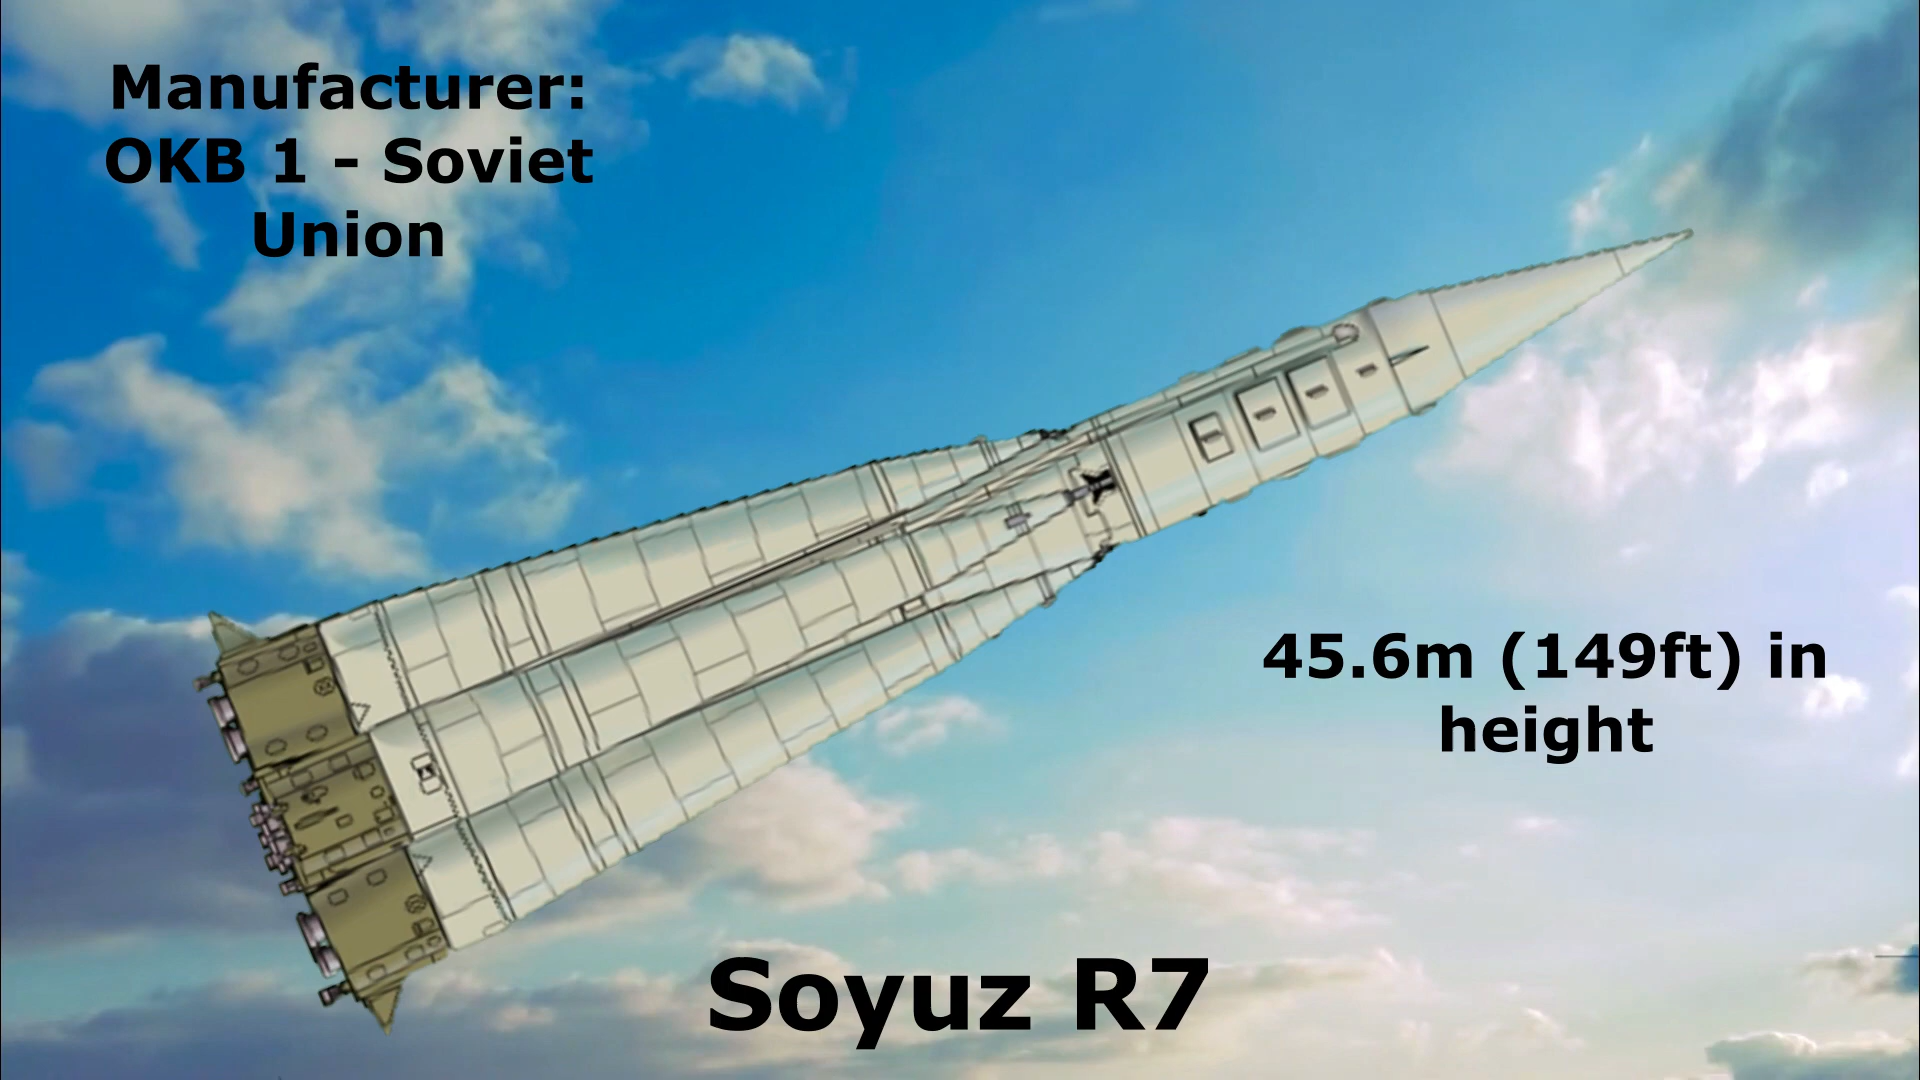 Manufacturer:
OKB 1 - Soviet
Union
45.6m (149ft) in
height
Soyuz R7